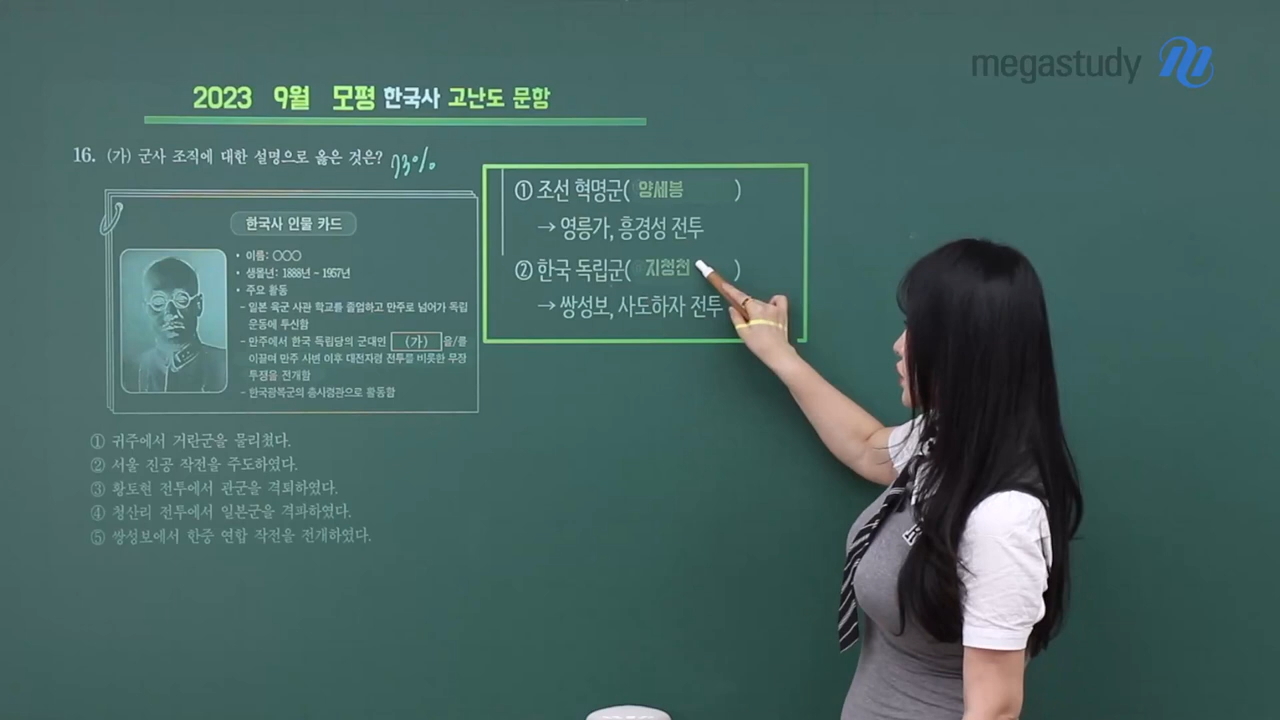 megastudy
2023 9월 모평 한국사 고난도 문항
16. (가) 군사 조직에 대한 설명으로 옳은 것은? 73%
한국사 인물 카드
• 이름: ○○○
• 생몰년: 1888년 - 1957년
• 주요 활동
- 일본 육군 사관 학교를 졸업하고 만주로 넘어가 독립
운동에 투신함
- 만주에서 한국 독립당의 군대인 (가) 을/를
이끌며 만주 사변 이후 대전자령 전투를 비롯한 무장
투쟁을 전개함
- 한국광복군의 총사령관으로 활동함
① 귀주에서 거란군을 물리쳤다.
② 서울 진공 작전을 주도하였다.
③ 황토현 전투에서 관군을 격퇴하였다.
④ 청산리 전투에서 일본군을 격파하였다.
⑤ 쌍성보에서 한중 연합 작전을 전개하였다.
① 조선 혁명군( 양세봉 )
→ 영릉가, 흥경성 전투
② 한국 독립군( 지청천 )
→ 쌍성보, 사도하자 전투